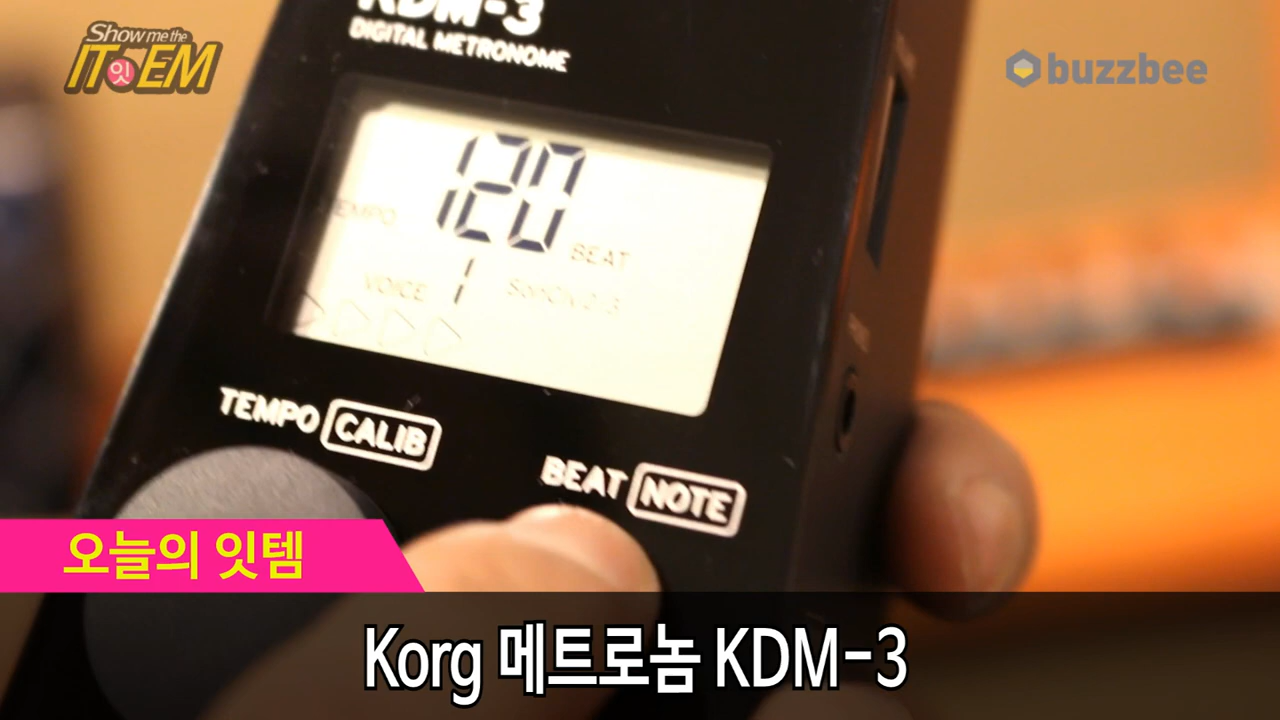 Show me the
IT잇EM
buzzbee
KDM-3
DIGITAL METRONOME
120
TEMPO
BEAT
VOICE 1
TEMPO CALIB
BEAT NOTE
오늘의 잇템
Korg 메트로놈 KDM-3